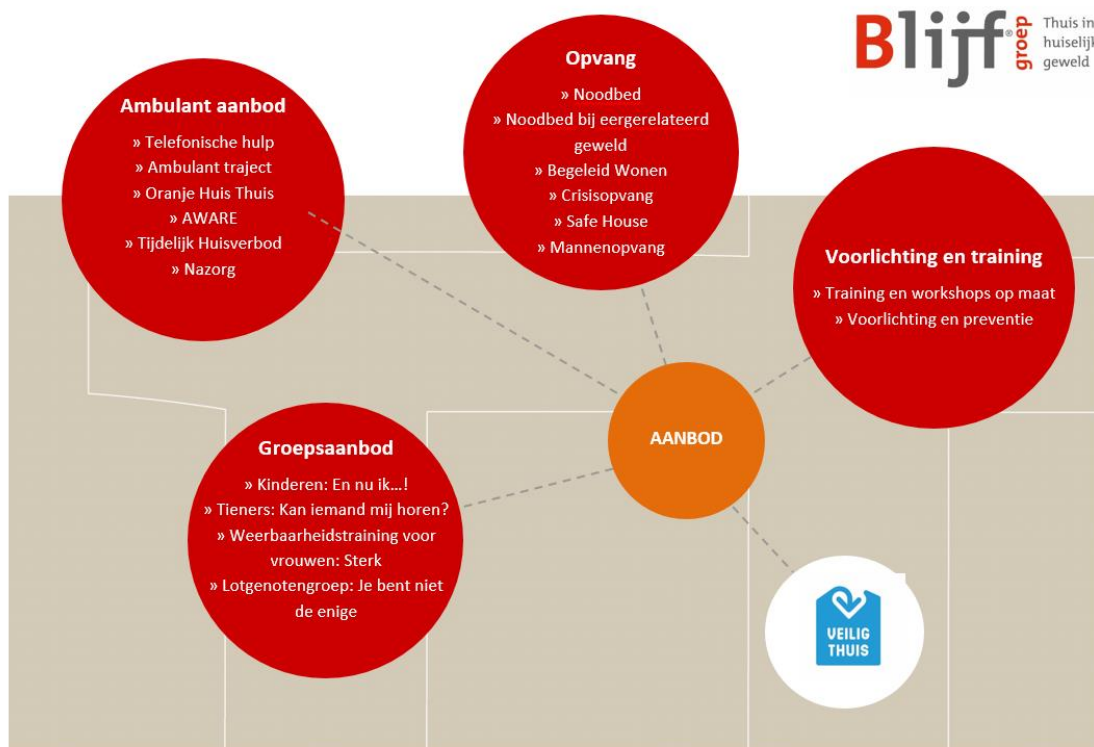 Blijf®
groep
Thuis in
huiselijk
geweld
Opvang
» Noodbed
» Noodbed bij eergerelateerd
geweld
» Begeleid Wonen
» Crisisopvang
» Safe House
» Mannenopvang
Ambulant aanbod
» Telefonische hulp
» Ambulant traject
» Oranje Huis Thuis
» AWARE
» Tijdelijk Huisverbod
» Nazorg
Voorlichting en training
» Training en workshops op maat
» Voorlichting en preventie
AANBOD
Groepsaanbod
» Kinderen: En nu ik…!
» Tieners: Kan iemand mij horen?
» Weerbaarheidstraining voor
vrouwen: Sterk
» Lotgenotengroep: Je bent niet
de enige
VEILIG
THUIS